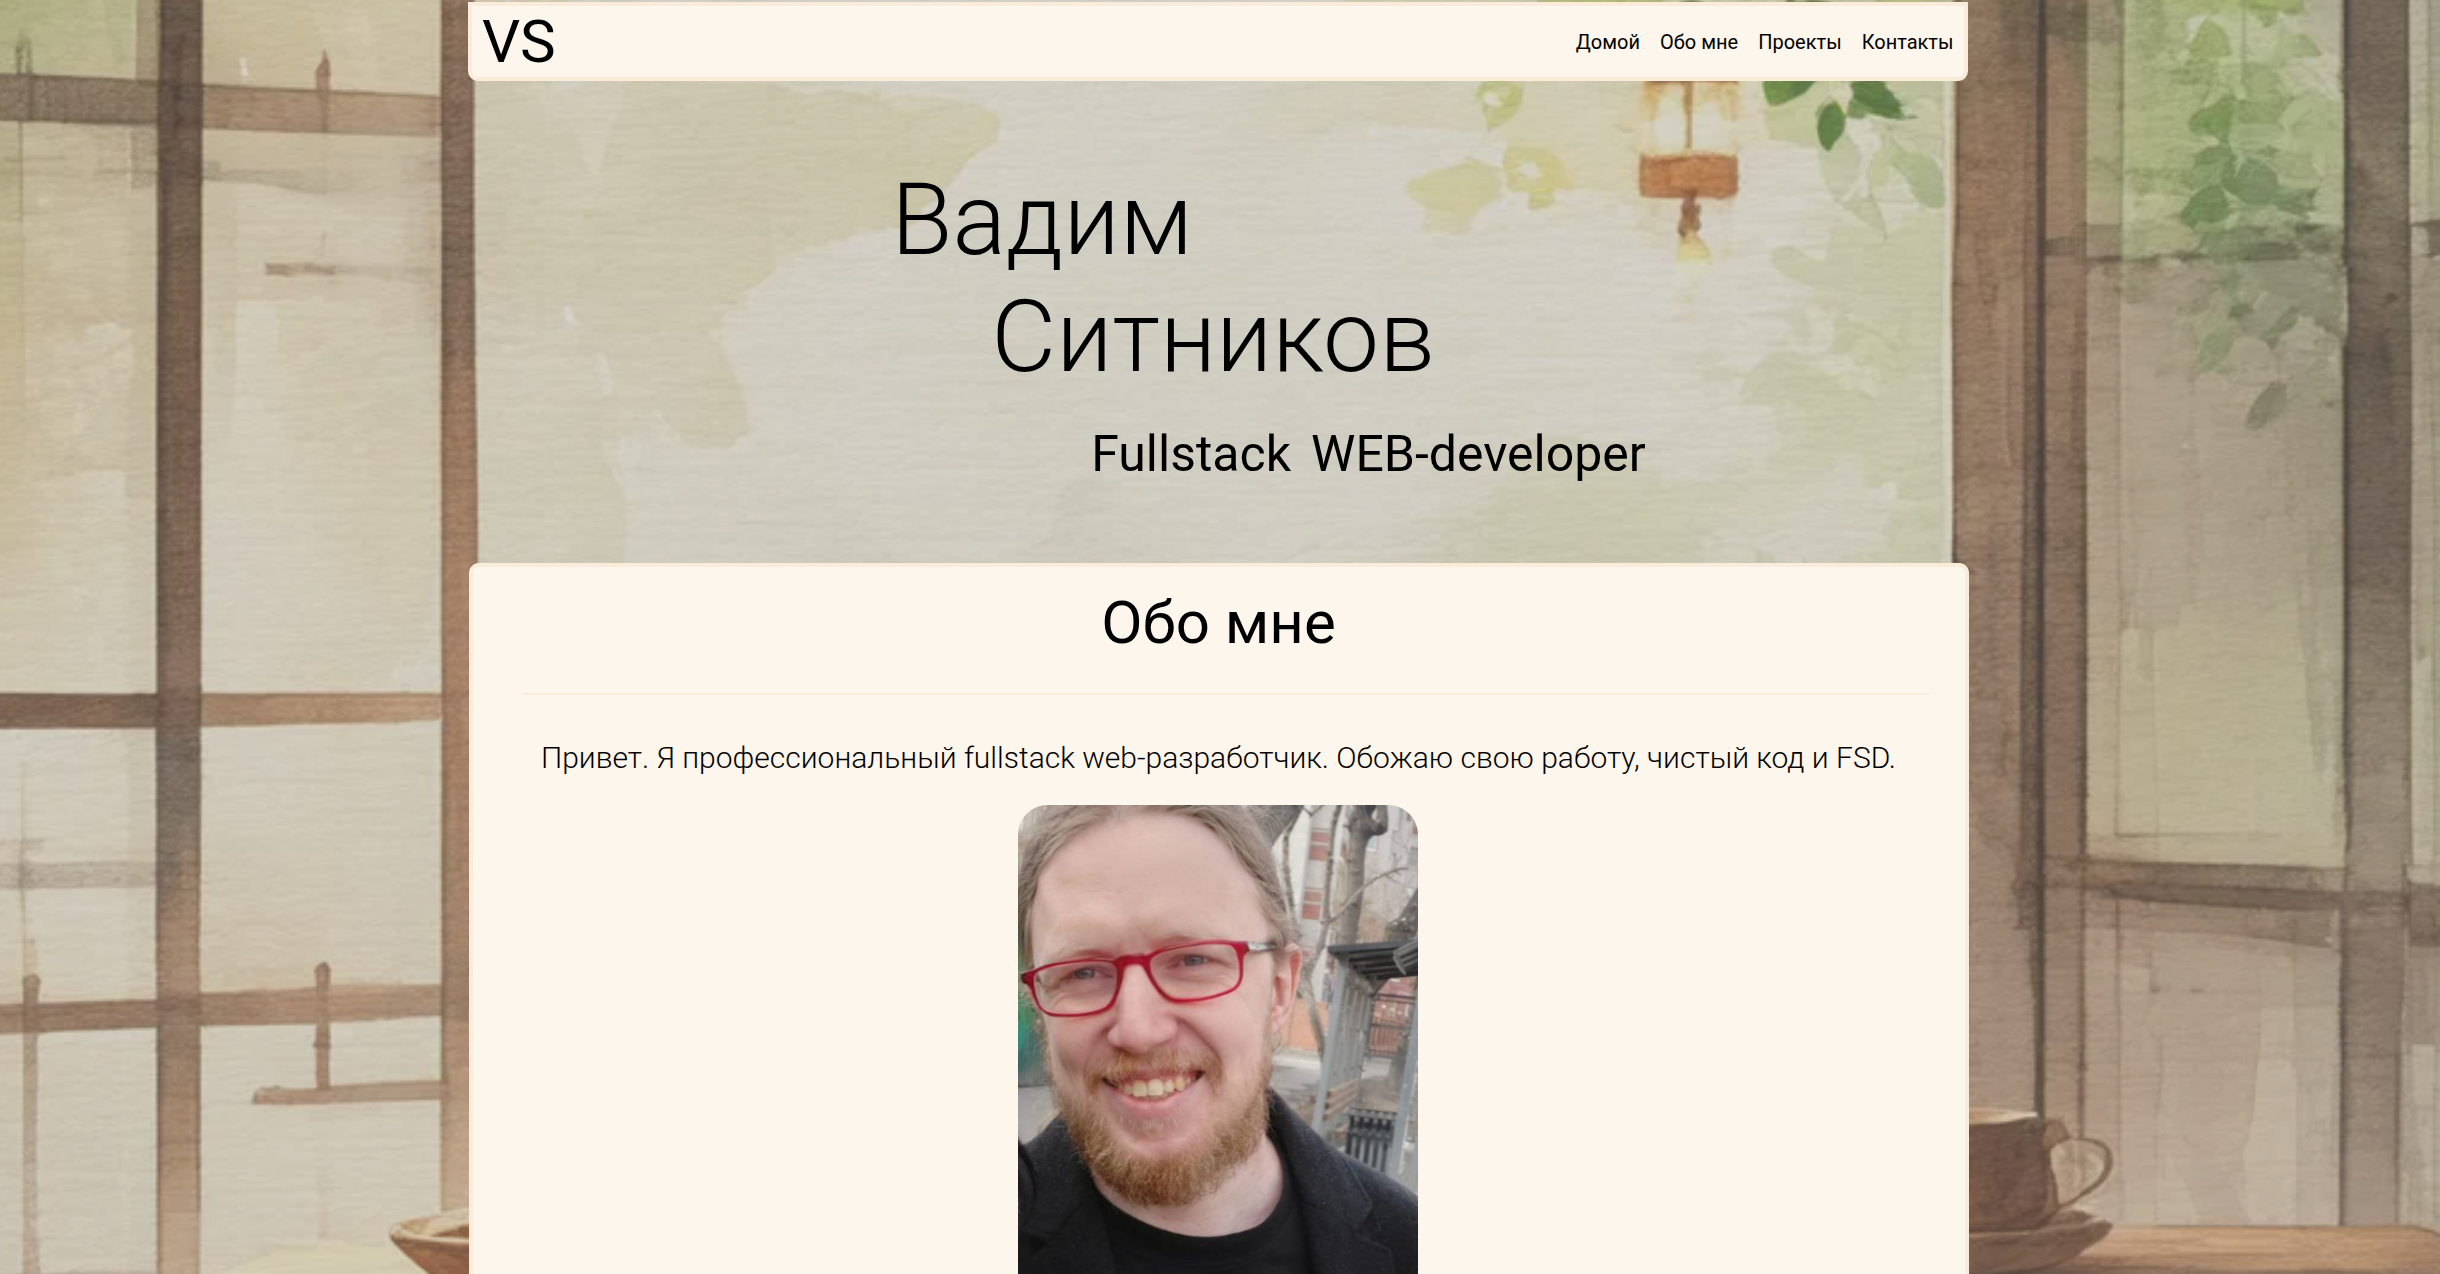 VS
Домой Обо мне Проекты Контакты
Вадим
Ситников
Fullstack WEB-developer
Обо мне
Привет. Я профессиональный fullstack web-разработчик. Обожаю свою работу, чистый код и FSD.